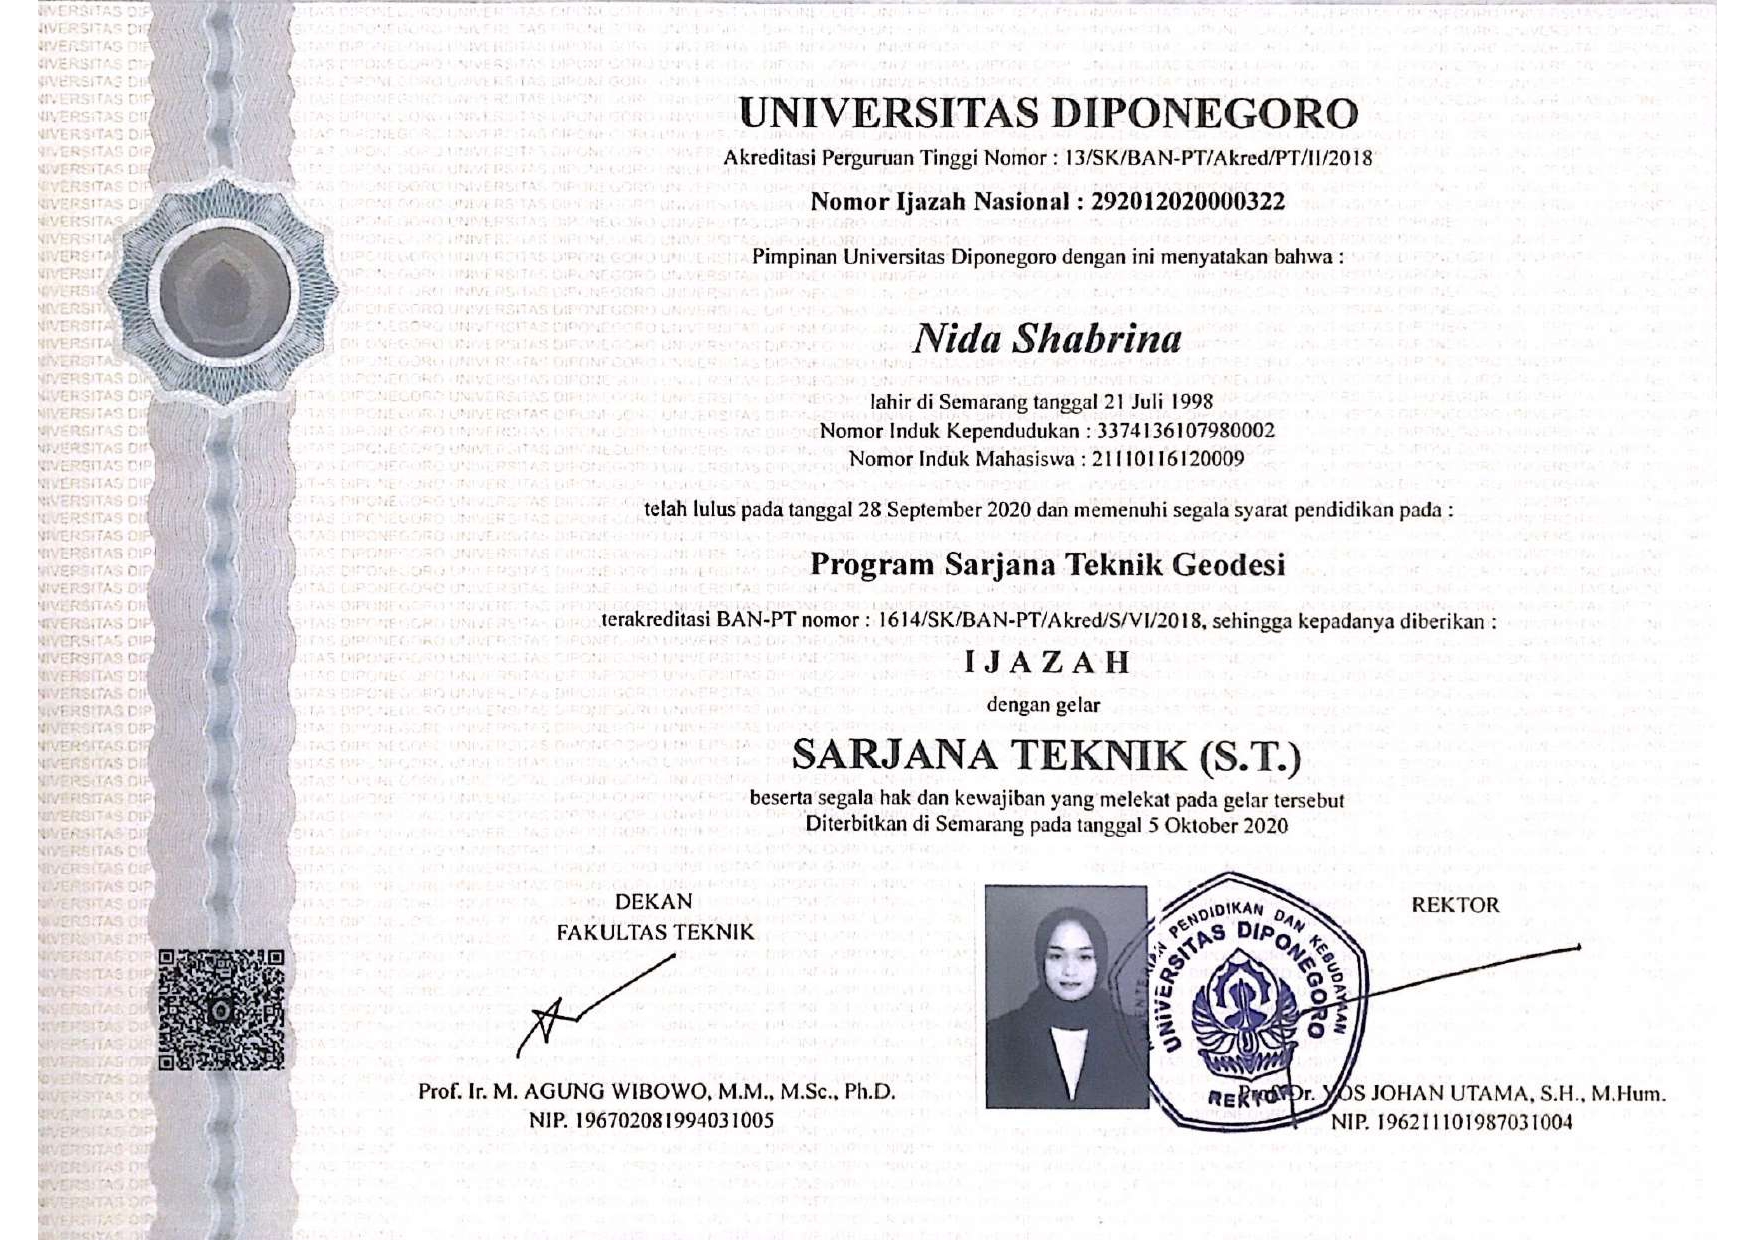 UNIVERSITAS DIPONEGORO
Akreditasi Perguruan Tinggi Nomor : 13/SK/BAN-PT/Akred/PT/II/2018
Nomor Ijazah Nasional : 292012020000322
Pimpinan Universitas Diponegoro dengan ini menyatakan bahwa :
Nida Shabrina
lahir di Semarang tanggal 21 Juli 1998
Nomor Induk Kependudukan : 3374136107980002
Nomor Induk Mahasiswa : 21110116120009
telah lulus pada tanggal 28 September 2020 dan memenuhi segala syarat pendidikan pada :
Program Sarjana Teknik Geodesi
terakreditasi BAN-PT nomor : 1614/SK/BAN-PT/Akred/S/VI/2018, sehingga kepadanya diberikan :
I J A Z A H
dengan gelar
SARJANA TEKNIK (S.T.)
beserta segala hak dan kewajiban yang melekat pada gelar tersebut
Diterbitkan di Semarang pada tanggal 5 Oktober 2020
DEKAN
FAKULTAS TEKNIK
Prof. Ir. M. AGUNG WIBOWO, M.M., M.Sc., Ph.D.
NIP. 196702081994031005
PENDIDIKAN DAN KEBUDAYAAN
UNIVERSITAS DIPONEGORO
REKTOR
REKTOR
Prof. Dr. YOS JOHAN UTAMA, S.H., M.Hum.
NIP. 196211101987031004